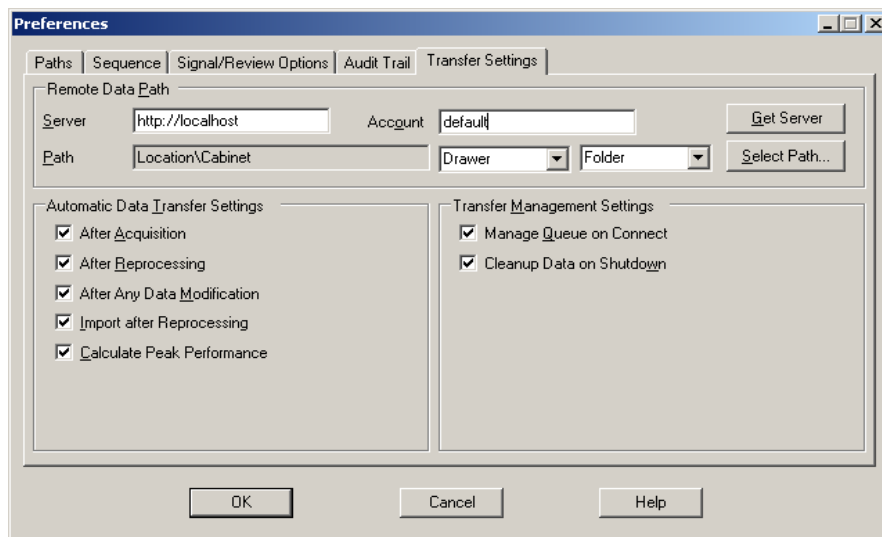 Preferences
Paths Sequence Signal/Review Options Audit Trail Transfer Settings
Remote Data Path
Server http://localhost Account default Get Server
Path Location\Cabinet Drawer Folder Select Path...
Automatic Data Transfer Settings Transfer Management Settings
After Acquisition Manage Queue on Connect
After Reprocessing Cleanup Data on Shutdown
After Any Data Modification
Import after Reprocessing
Calculate Peak Performance
OK Cancel Help